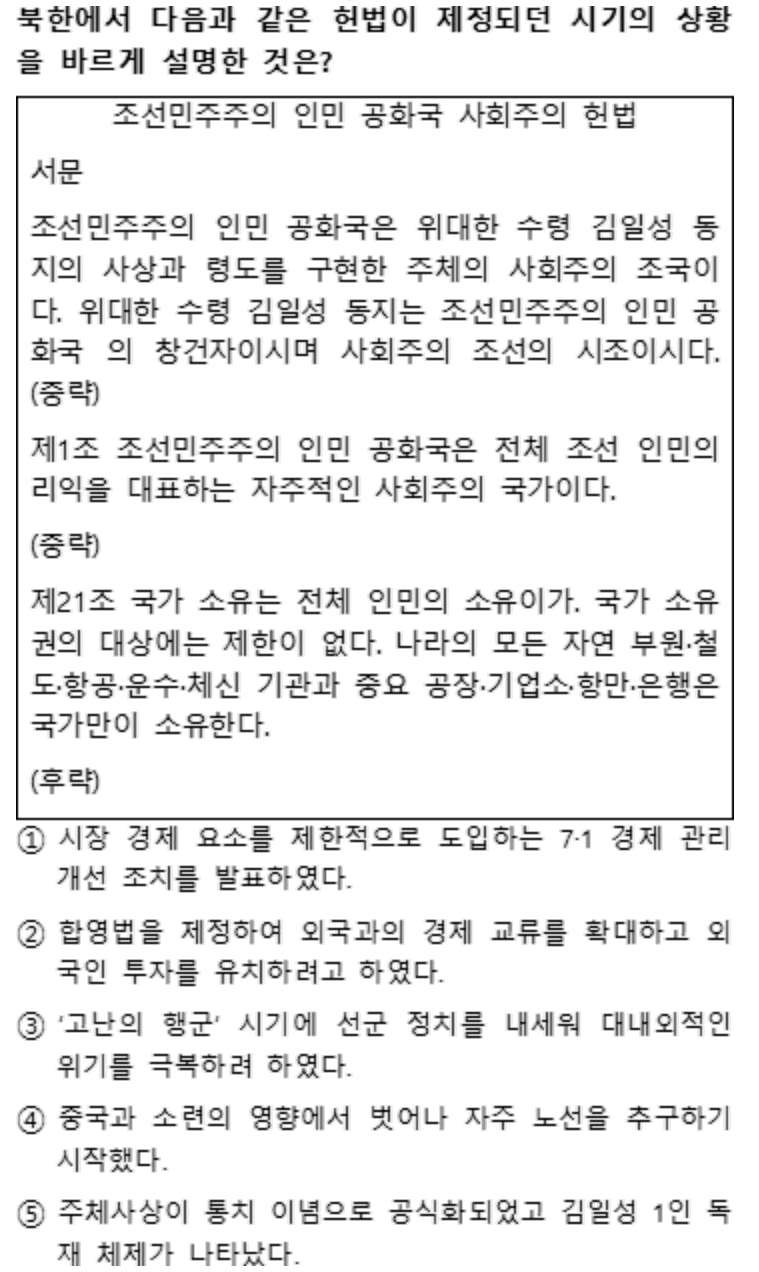 북한에서 다음과 같은 헌법이 제정되던 시기의 상황
을 바르게 설명한 것은?
조선민주주의 인민 공화국 사회주의 헌법
서문
조선민주주의 인민 공화국은 위대한 수령 김일성 동
지의 사상과 령도를 구현한 주체의 사회주의 조국이
다. 위대한 수령 김일성 동지는 조선민주주의 인민 공
화국 의 창건자이시며 사회주의 조선의 시조이시다.
(중략)
제1조 조선민주주의 인민 공화국은 전체 조선 인민의
리익을 대표하는 자주적인 사회주의 국가이다.
(중략)
제21조 국가 소유는 전체 인민의 소유이가. 국가 소유
권의 대상에는 제한이 없다. 나라의 모든 자연 부원·철
도·항공·운수·체신 기관과 중요 공장·기업소·항만·은행은
국가만이 소유한다.
(후략)
① 시장 경제 요소를 제한적으로 도입하는 7·1 경제 관리
개선 조치를 발표하였다.
② 합영법을 제정하여 외국과의 경제 교류를 확대하고 외
국인 투자를 유치하려고 하였다.
③ '고난의 행군' 시기에 선군 정치를 내세워 대내외적인
위기를 극복하려 하였다.
④ 중국과 소련의 영향에서 벗어나 자주 노선을 추구하기
시작했다.
⑤ 주체사상이 통치 이념으로 공식화되었고 김일성 1인 독
재 체제가 나타났다.